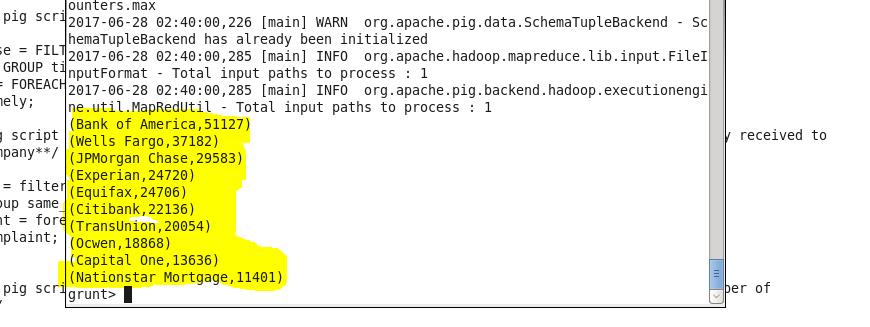 ounters.max
2017-06-28 02:40:00,226 [main] WARN  org.apache.pig.data.SchemaTupleBackend - Sc
hemaTupleBackend has already been initialized
2017-06-28 02:40:00,285 [main] INFO  org.apache.hadoop.mapreduce.lib.input.FileI
nputFormat - Total input paths to process : 1
2017-06-28 02:40:00,285 [main] INFO  org.apache.pig.backend.hadoop.executionengi
ne.util.MapRedUtil - Total input paths to process : 1
(Bank of America,51127)
(Wells Fargo,37182)
(JPMorgan Chase,29583)
(Experian,24720)
(Equifax,24706)
(Citibank,22136)
(TransUnion,20054)
(Ocwen,18868)
(Capital One,13636)
(Nationstar Mortgage,11401)
grunt>
pig scri
se = FILT
GROUP ti
= FOREACH
mely;
g script
y received to
mpany**/
= filter
oup same_
nt = fore
mplaint;
pig scri
ber of